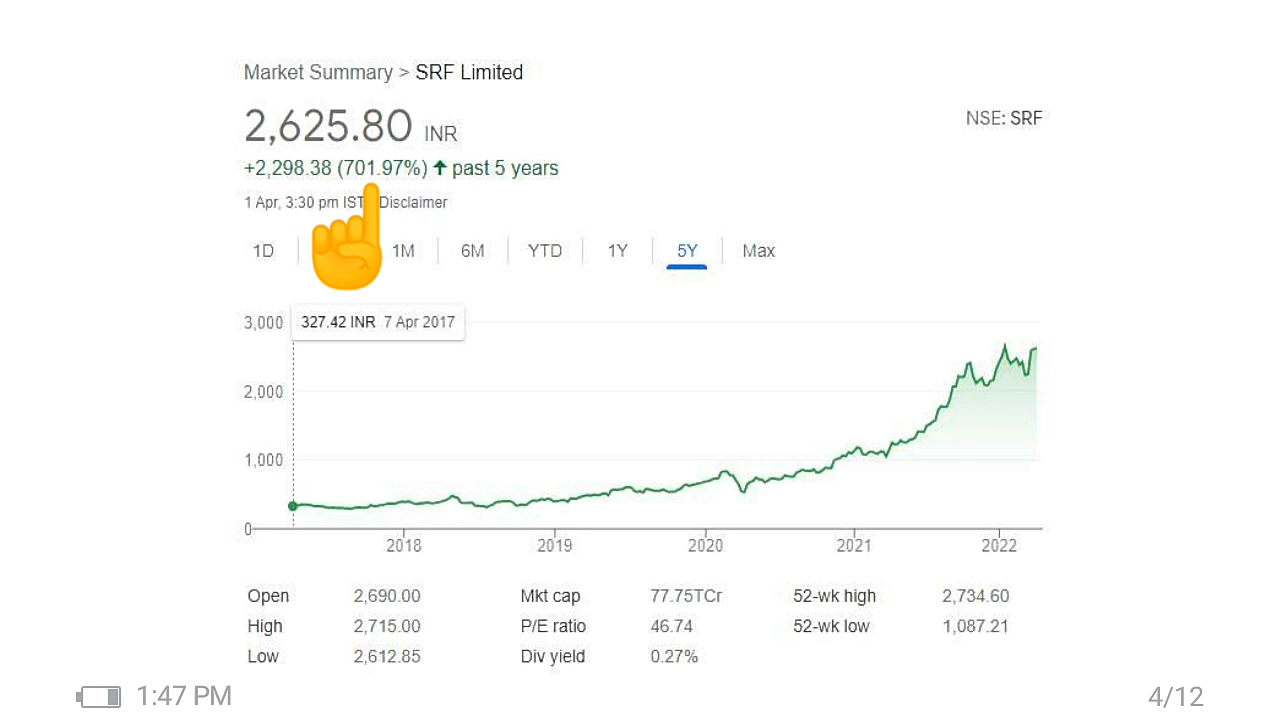 Market Summary > SRF Limited
2,625.80 INR
NSE: SRF
+2,298.38 (701.97%) ↑ past 5 years
1 Apr, 3:30 pm IST Disclaimer
1D 1M 6M YTD 1Y 5Y Max
327.42 INR 7 Apr 2017
3,000
2,000
1,000
0
2018 2019 2020 2021 2022
Open 2,690.00 Mkt cap 77.75TCr 52-wk high 2,734.60
High 2,715.00 P/E ratio 46.74 52-wk low 1,087.21
Low 2,612.85 Div yield 0.27%
1:47 PM 4/12